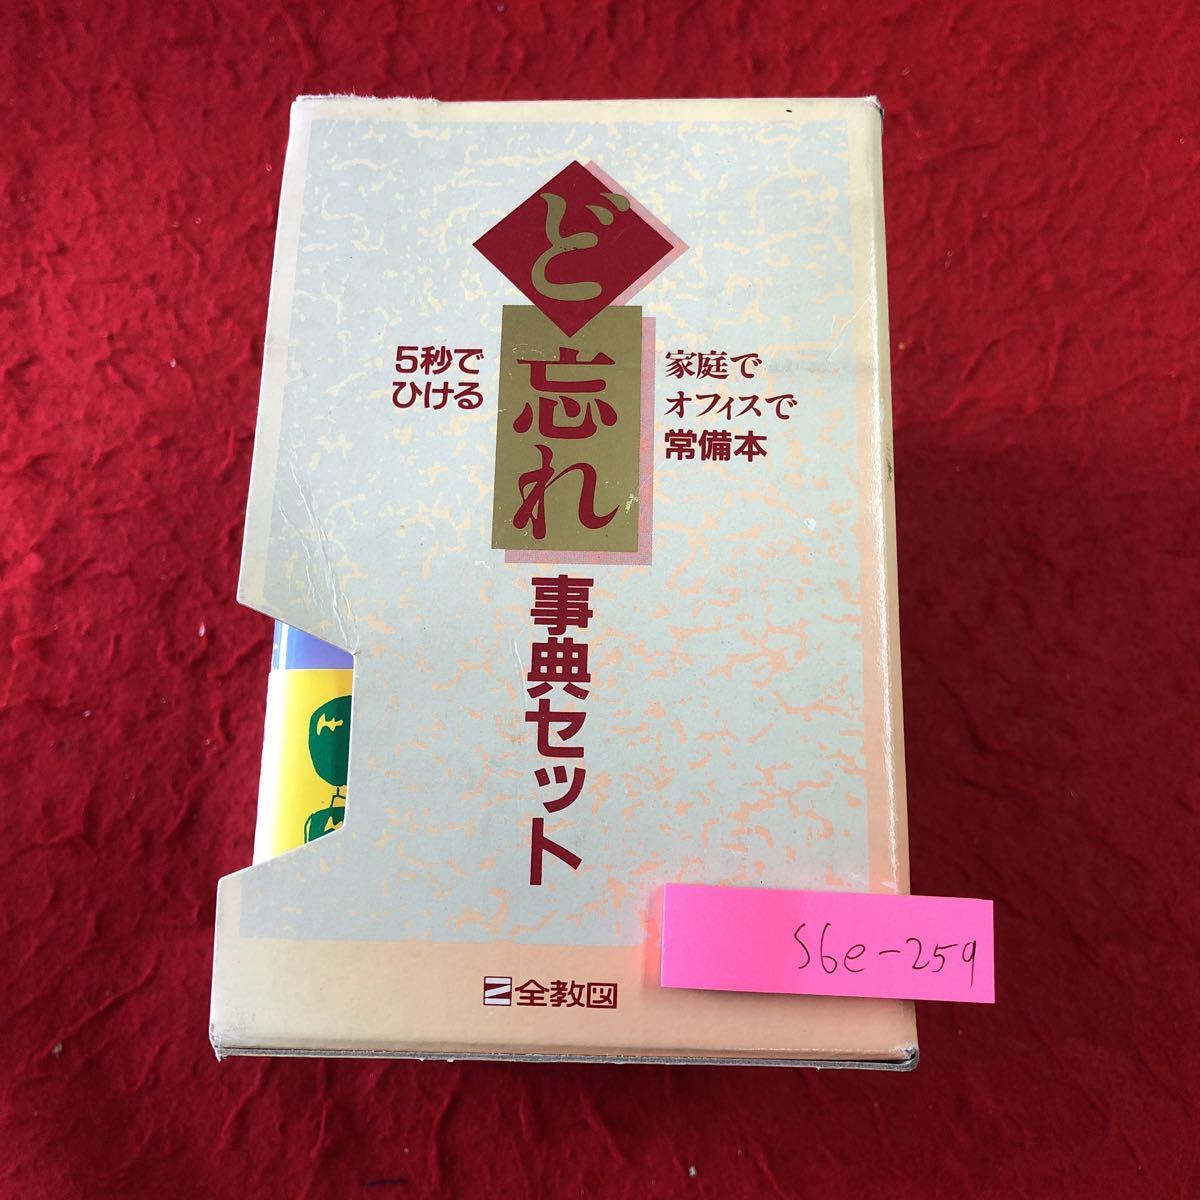 ど忘れ
事典セット
5秒で
ひける
家庭で
オフィスで
常備本
全教図
S6e-259